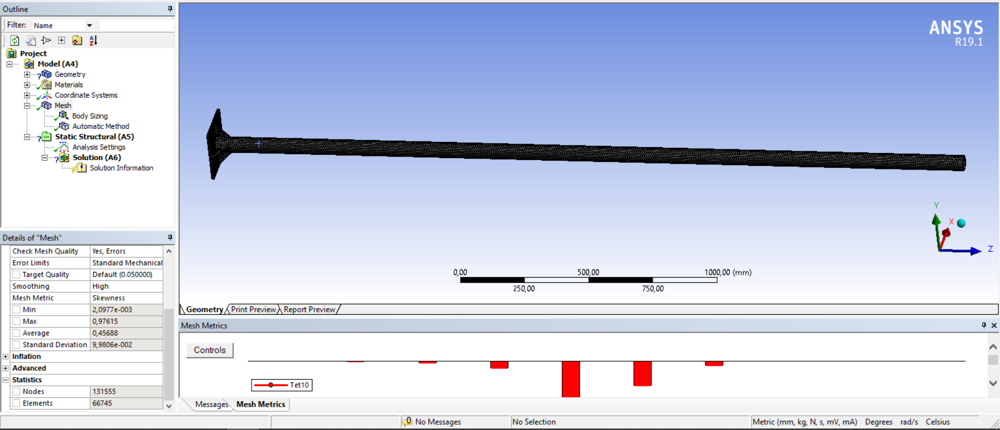 Outline
Filter: Name
Project
Model (A4)
Geometry
Materials
Coordinate Systems
Mesh
Body Sizing
Automatic Method
Static Structural (A5)
Analysis Settings
Solution (A6)
Solution Information
Details of "Mesh"
Check Mesh Quality Yes, Errors
Error Limits Standard Mechanical
Target Quality Default (0.050000)
Smoothing High
Mesh Metric Skewness
Min 2,0977e-003
Max 0,97615
Average 0,45688
Standard Deviation 9,9806e-002
Inflation
Advanced
Statistics
Nodes 131555
Elements 66745
ANSYS
R19.1
Y
X
Z
0,00 500,00 1000,00 (mm)
250,00 750,00
Geometry Print Preview Report Preview
Mesh Metrics
Controls
Tet10
Messages Mesh Metrics
No Messages No Selection Metric (mm, kg, N, s, mV, mA) Degrees rad/s Celsius